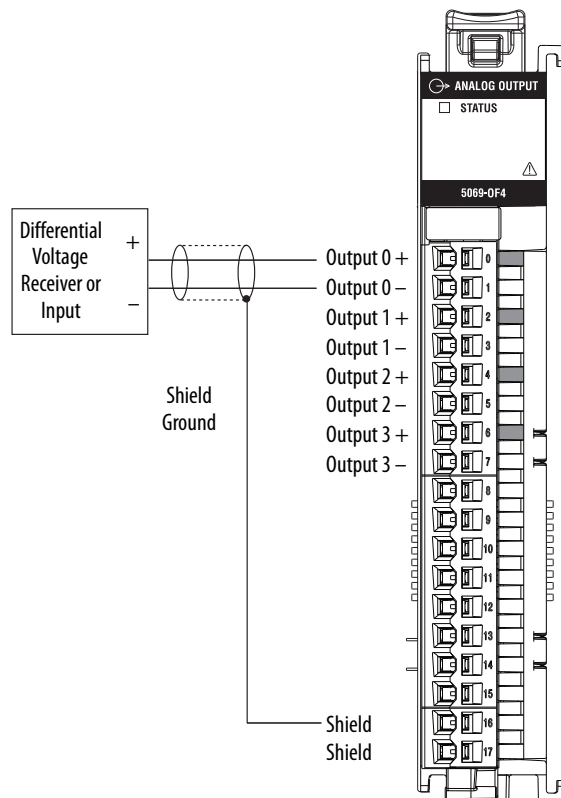 ANALOG OUTPUT
STATUS
5069-OF4
Differential
Voltage
Receiver or
Input
+
–
Output 0 +
Output 0 –
Output 1 +
Output 1 –
Output 2 +
Output 2 –
Output 3 +
Output 3 –
Shield
Ground
Shield
Shield
0
1
2
3
4
5
6
7
8
9
10
11
12
13
14
15
16
17